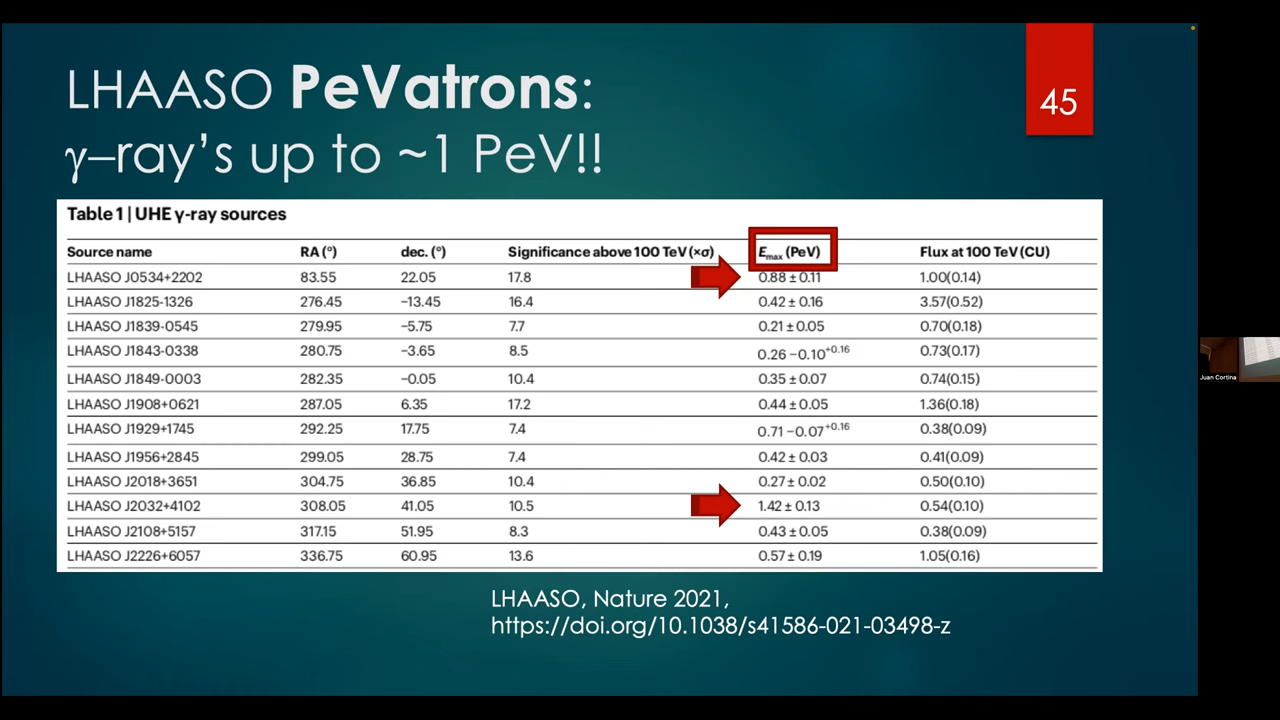 LHAASO PeVatrons:
γ–ray's up to ~1 PeV!!
45
Table 1 | UHE γ-ray sources
Source name RA (°) dec. (°) Significance above 100 TeV (×σ) Emax (PeV) Flux at 100 TeV (CU)
LHAASO J0534+2202 83.55 22.05 17.8 0.88 ± 0.11 1.00(0.14)
LHAASO J1825-1326 276.45 −13.45 16.4 0.42 ± 0.16 3.57(0.52)
LHAASO J1839-0545 279.95 −5.75 7.7 0.21 ± 0.05 0.70(0.18)
LHAASO J1843-0338 280.75 −3.65 8.5 0.26 −0.10+0.16 0.73(0.17)
LHAASO J1849-0003 282.35 −0.05 10.4 0.35 ± 0.07 0.74(0.15)
LHAASO J1908+0621 287.05 6.35 17.2 0.44 ± 0.05 1.36(0.18)
LHAASO J1929+1745 292.25 17.75 7.4 0.71 −0.07+0.16 0.38(0.09)
LHAASO J1956+2845 299.05 28.75 7.4 0.42 ± 0.03 0.41(0.09)
LHAASO J2018+3651 304.75 36.85 10.4 0.27 ± 0.02 0.50(0.10)
LHAASO J2032+4102 308.05 41.05 10.5 1.42 ± 0.13 0.54(0.10)
LHAASO J2108+5157 317.15 51.95 8.3 0.43 ± 0.05 0.38(0.09)
LHAASO J2226+6057 336.75 60.95 13.6 0.57 ± 0.19 1.05(0.16)
LHAASO, Nature 2021,
https://doi.org/10.1038/s41586-021-03498-z
Juan Cortina